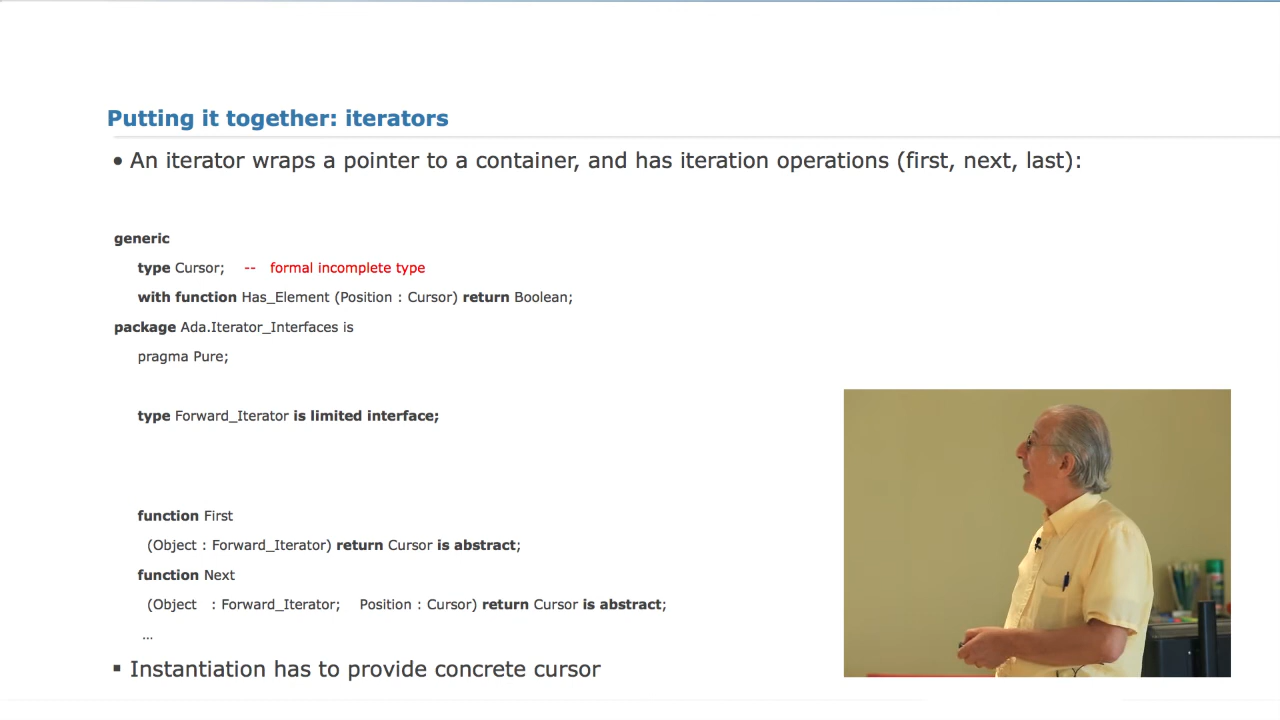 Putting it together: iterators
• An iterator wraps a pointer to a container, and has iteration operations (first, next, last):
generic
type Cursor; -- formal incomplete type
with function Has_Element (Position : Cursor) return Boolean;
package Ada.Iterator_Interfaces is
pragma Pure;
type Forward_Iterator is limited interface;
function First
(Object : Forward_Iterator) return Cursor is abstract;
function Next
(Object : Forward_Iterator; Position : Cursor) return Cursor is abstract;
...
▪ Instantiation has to provide concrete cursor